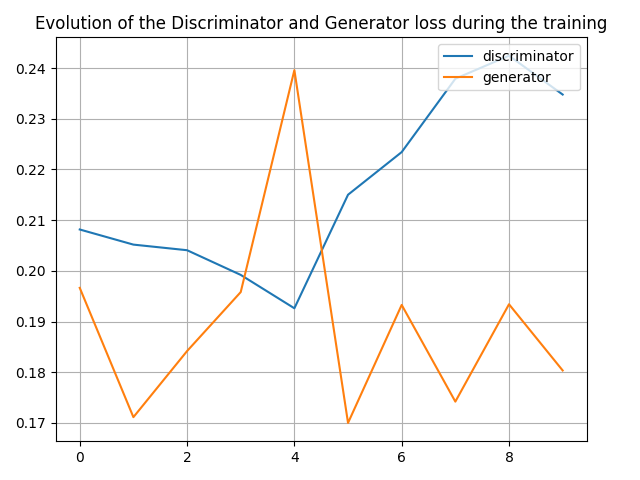 Evolution of the Discriminator and Generator loss during the training
discriminator
generator
0.24
0.23
0.22
0.21
0.20
0.19
0.18
0.17
0 2 4 6 8